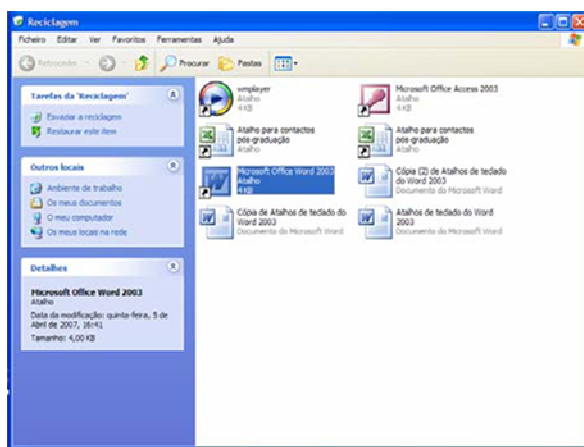 Reciclagem
Ficheiro Editar Ver Favoritos Ferramentas Ajuda
Retroceder Procurar Pastas
Tarefas da 'Reciclagem'
Esvaziar a reciclagem
Restaurar este item
Outros locais
Ambiente de trabalho
Os meus documentos
O meu computador
Os meus locais na rede
Detalhes
Microsoft Office Word 2003
Atalho
Data da modificação: quinta-feira, 5 de
Abril de 2007, 16:41
Tamanho: 4,00 KB
wmplayer
Atalho
4 KB
Microsoft Office Access 2003
Atalho
4 KB
Atalho para contactos
pós-graduação
Atalho
Atalho para contactos
pós-graduação
Atalho
Microsoft Office Word 2003
Atalho
4 KB
Cópia (2) de Atalhos de teclado
do Word 2003
Documento do Microsoft Word
Cópia de Atalhos de teclado do
Word 2003
Documento do Microsoft Word
Atalhos de teclado do Word
2003
Documento do Microsoft Word